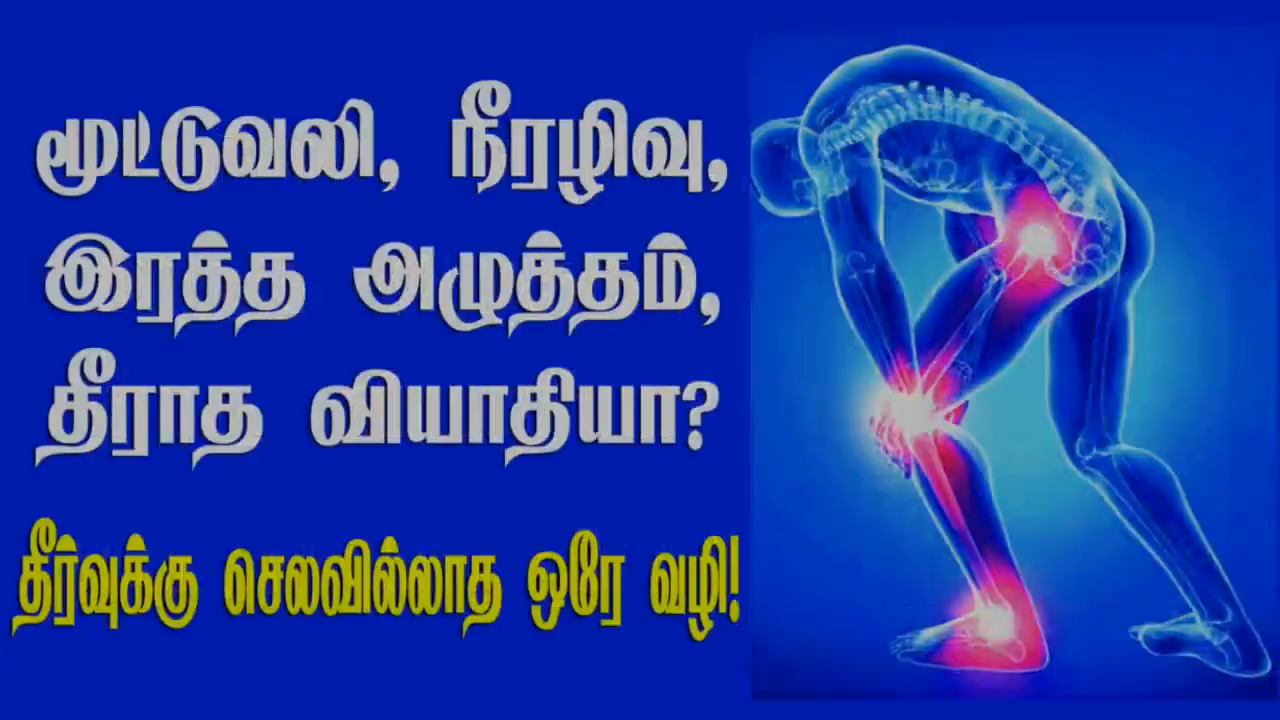 மூட்டுவலி, நீரழிவு,
இரத்த அழுத்தம்,
தீராத வியாதியா?
தீர்வுக்கு செலவில்லாத ஒரே வழி!